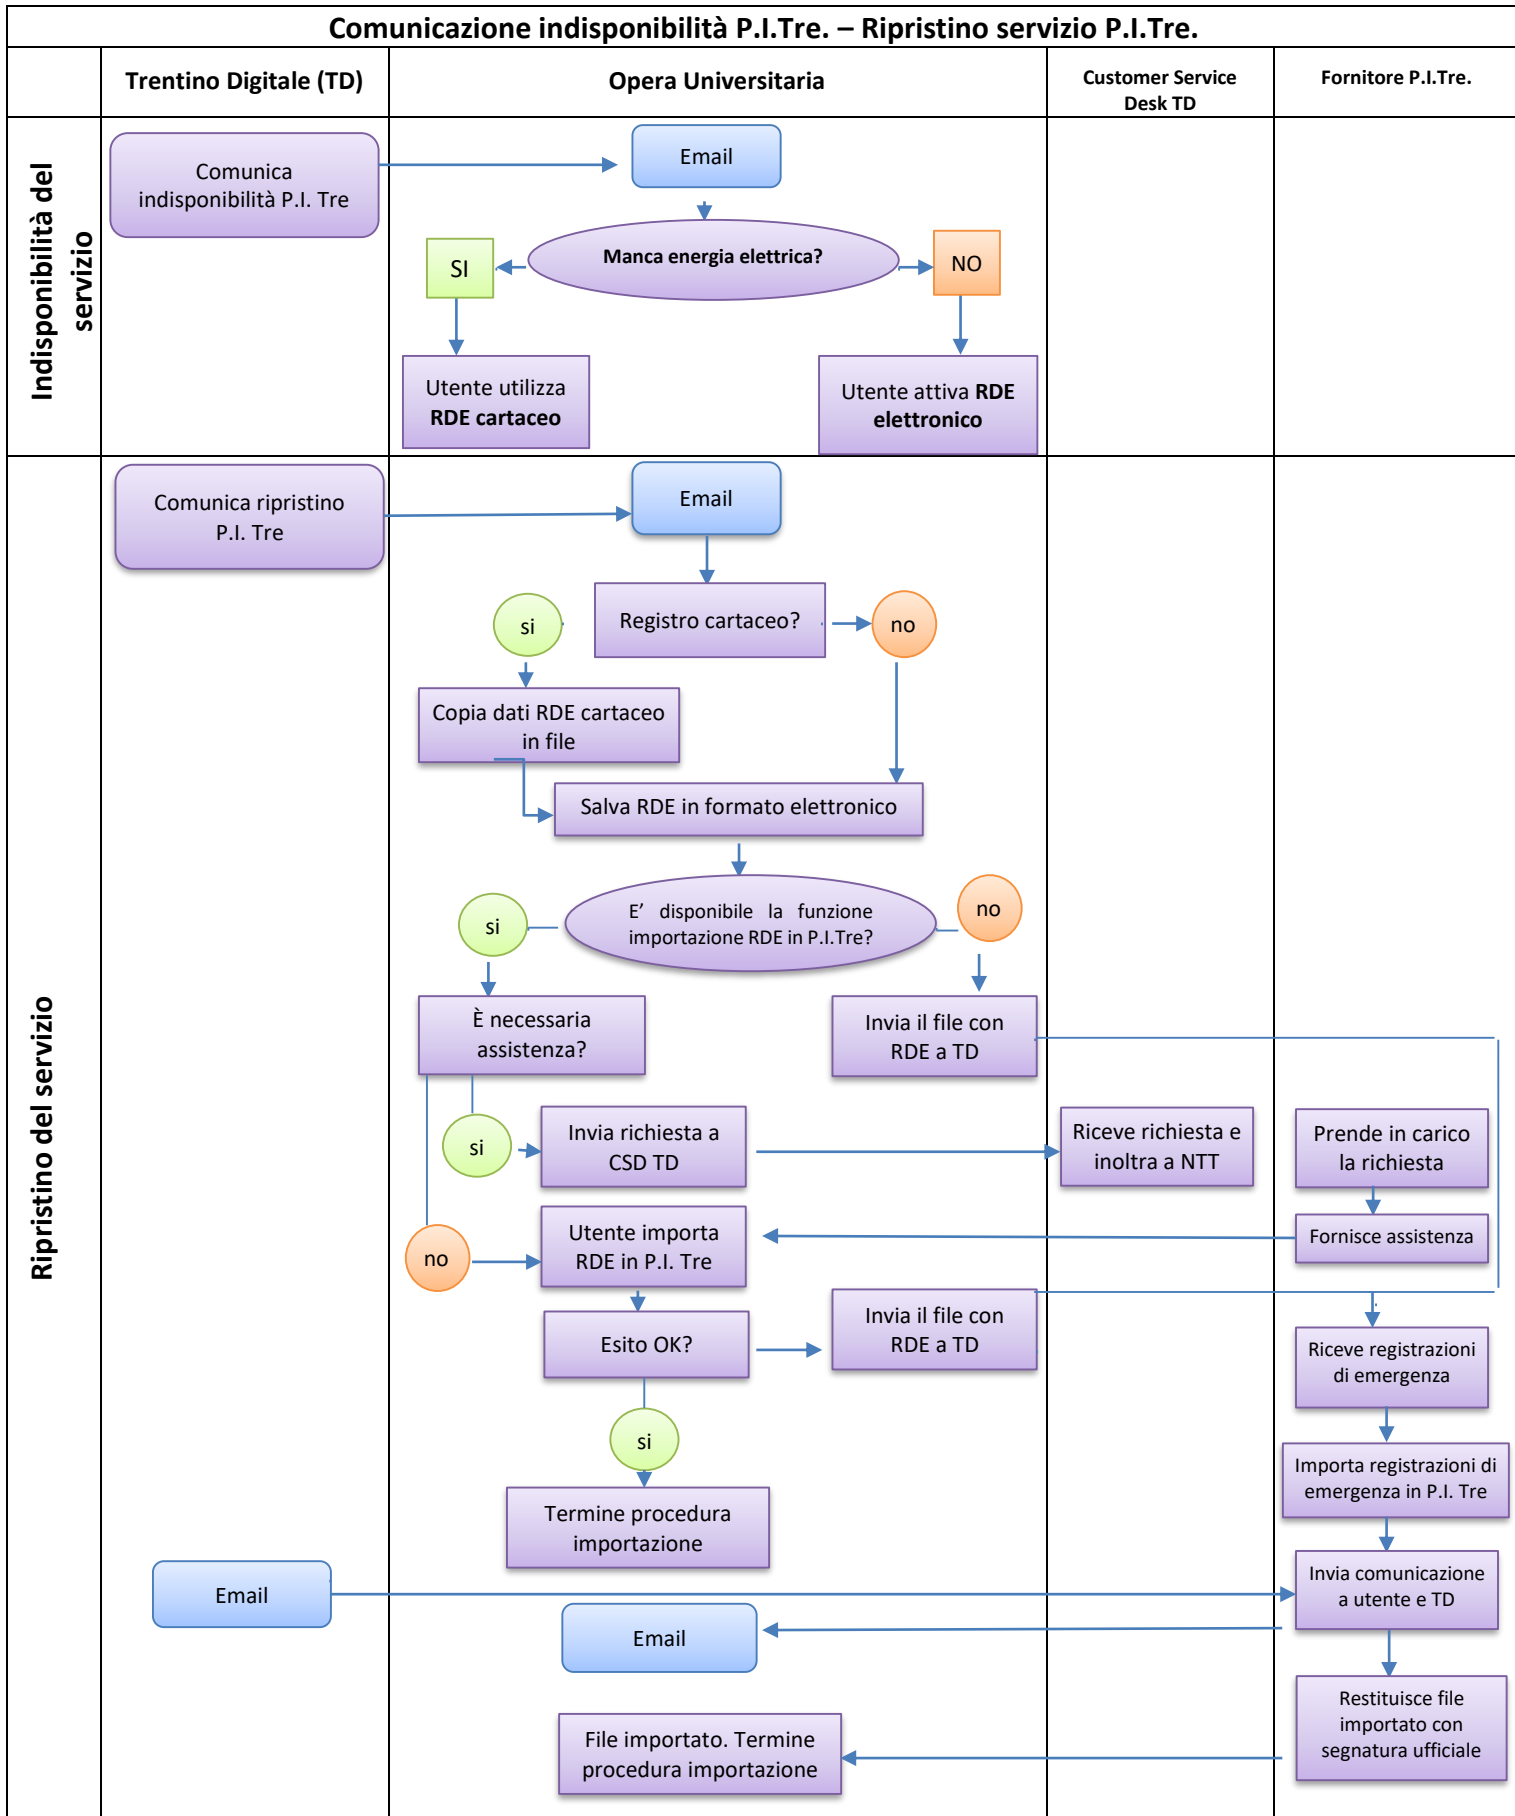 Comunicazione indisponibilità P.I.Tre. – Ripristino servizio P.I.Tre.
Trentino Digitale (TD)
Opera Universitaria
Customer Service
Desk TD
Fornitore P.I.Tre.
Indisponibilità del
servizio
Comunica
indisponibilità P.I. Tre
Email
Manca energia elettrica?
SI
NO
Utente utilizza
RDE cartaceo
Utente attiva RDE
elettronico
Ripristino del servizio
Comunica ripristino
P.I. Tre
Email
Registro cartaceo?
si
no
Copia dati RDE cartaceo
in file
Salva RDE in formato elettronico
E’ disponibile la funzione
importazione RDE in P.I.Tre?
si
no
È necessaria
assistenza?
Invia il file con
RDE a TD
si
Invia richiesta a
CSD TD
Riceve richiesta e
inoltra a NTT
Prende in carico
la richiesta
no
Utente importa
RDE in P.I. Tre
Fornisce assistenza
Esito OK?
Invia il file con
RDE a TD
Riceve registrazioni
di emergenza
si
Importa registrazioni di
emergenza in P.I. Tre
Termine procedura
importazione
Email
Invia comunicazione
a utente e TD
Email
Restituisce file
importato con
segnatura ufficiale
File importato. Termine
procedura importazione